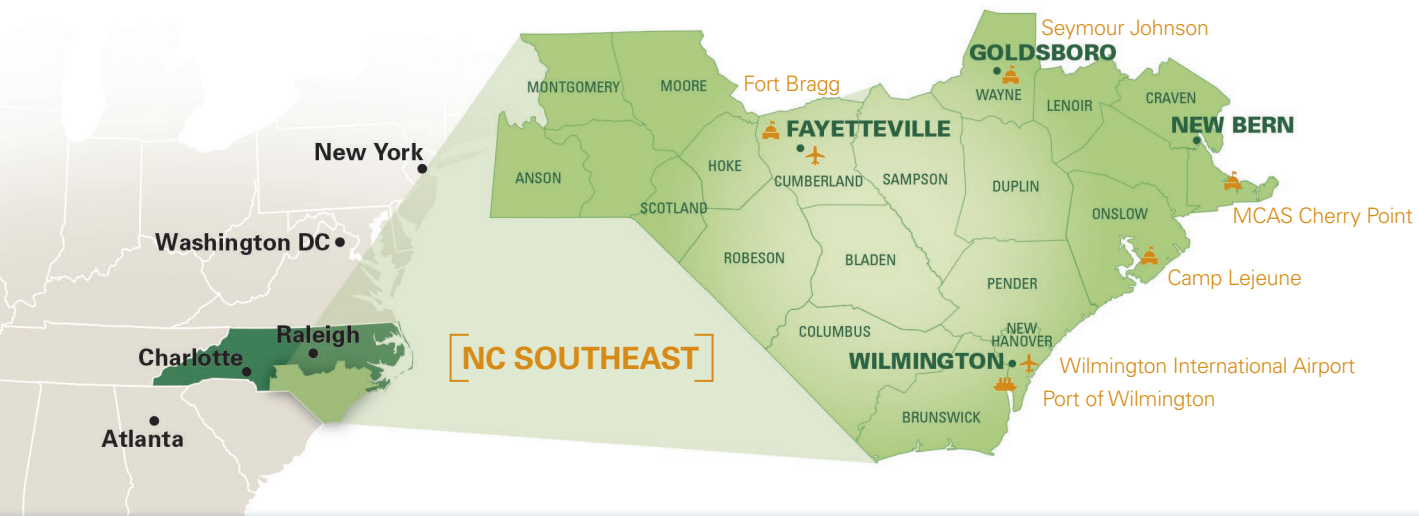 New York
Washington DC
Raleigh
Charlotte
Atlanta
[NC SOUTHEAST]
Seymour Johnson
GOLDSBORO
WAYNE
MONTGOMERY
MOORE
Fort Bragg
LENOIR
CRAVEN
FAYETTEVILLE
NEW BERN
HOKE
ANSON
CUMBERLAND
SAMPSON
DUPLIN
SCOTLAND
ONSLOW
MCAS Cherry Point
ROBESON
BLADEN
Camp Lejeune
PENDER
COLUMBUS
NEW
HANOVER
WILMINGTON
Wilmington International Airport
Port of Wilmington
BRUNSWICK